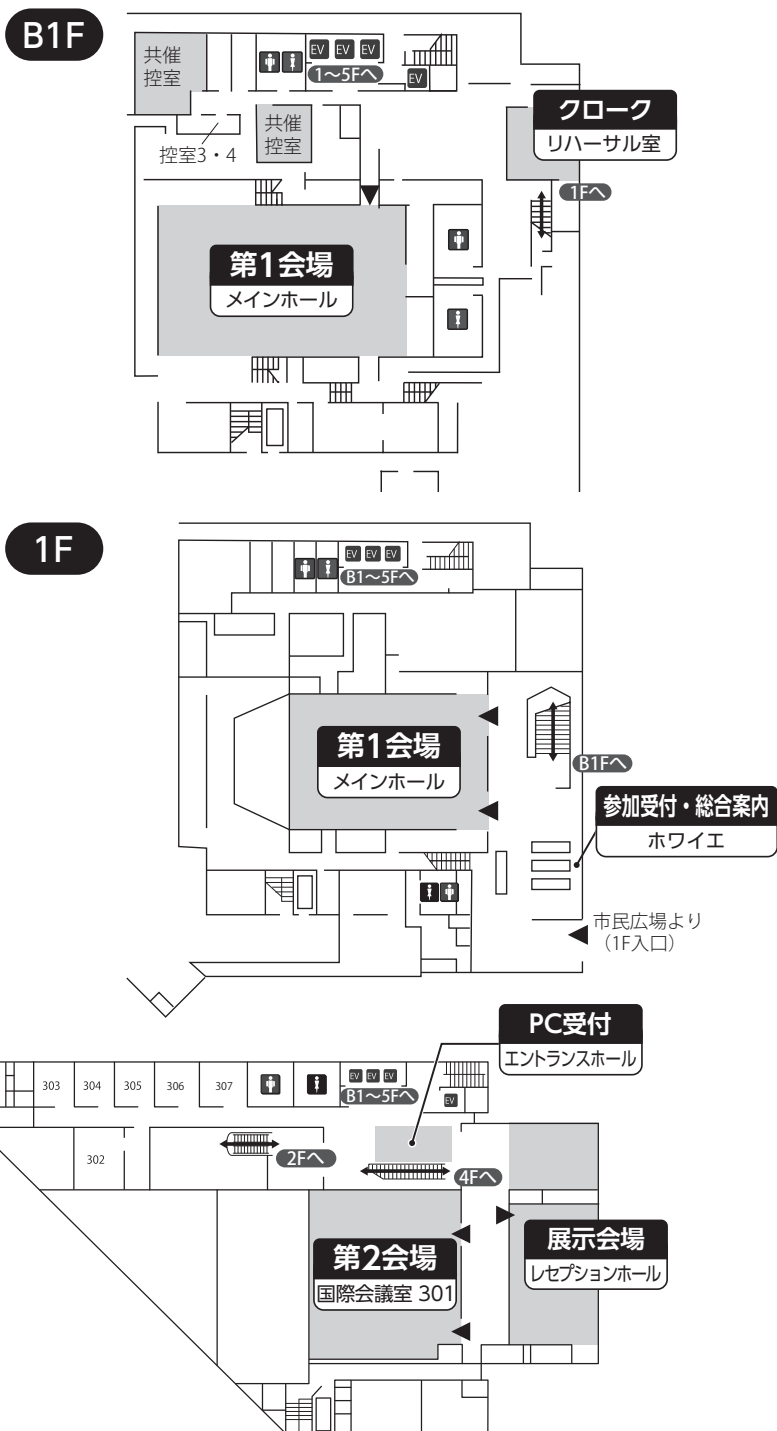 B1F
共催
控室
EV EV EV
1〜5Fへ
EV
クローク
リハーサル室
共催
控室
控室3・4
1Fへ
第1会場
メインホール
1F
EV EV EV
B1〜5Fへ
第1会場
メインホール
B1Fへ
参加受付・総合案内
ホワイエ
市民広場より
（1F入口）
PC受付
エントランスホール
303 304 305 306 307
EV EV EV
B1〜5Fへ
EV
302
2Fへ
4Fへ
第2会場
国際会議室 301
展示会場
レセプションホール